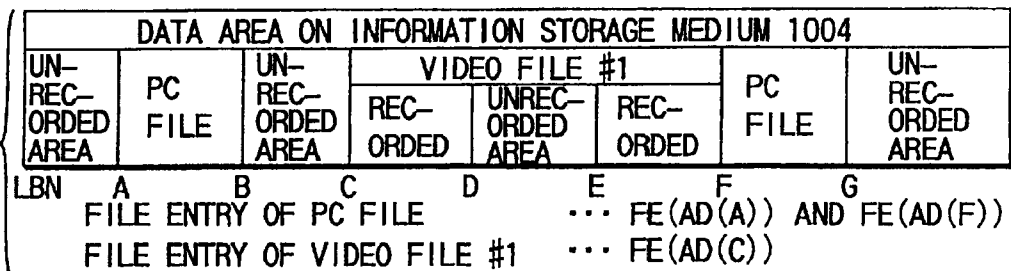 DATA AREA ON INFORMATION STORAGE MEDIUM 1004
UN-
REC-
ORDED
AREA
PC
FILE
UN-
REC-
ORDED
AREA
VIDEO FILE #1
REC-
ORDED
UNREC-
ORDED
AREA
REC-
ORDED
PC
FILE
UN-
REC-
ORDED
AREA
LBN A B C D E F G
FILE ENTRY OF PC FILE ··· FE(AD(A)) AND FE(AD(F))
FILE ENTRY OF VIDEO FILE #1 ··· FE(AD(C))